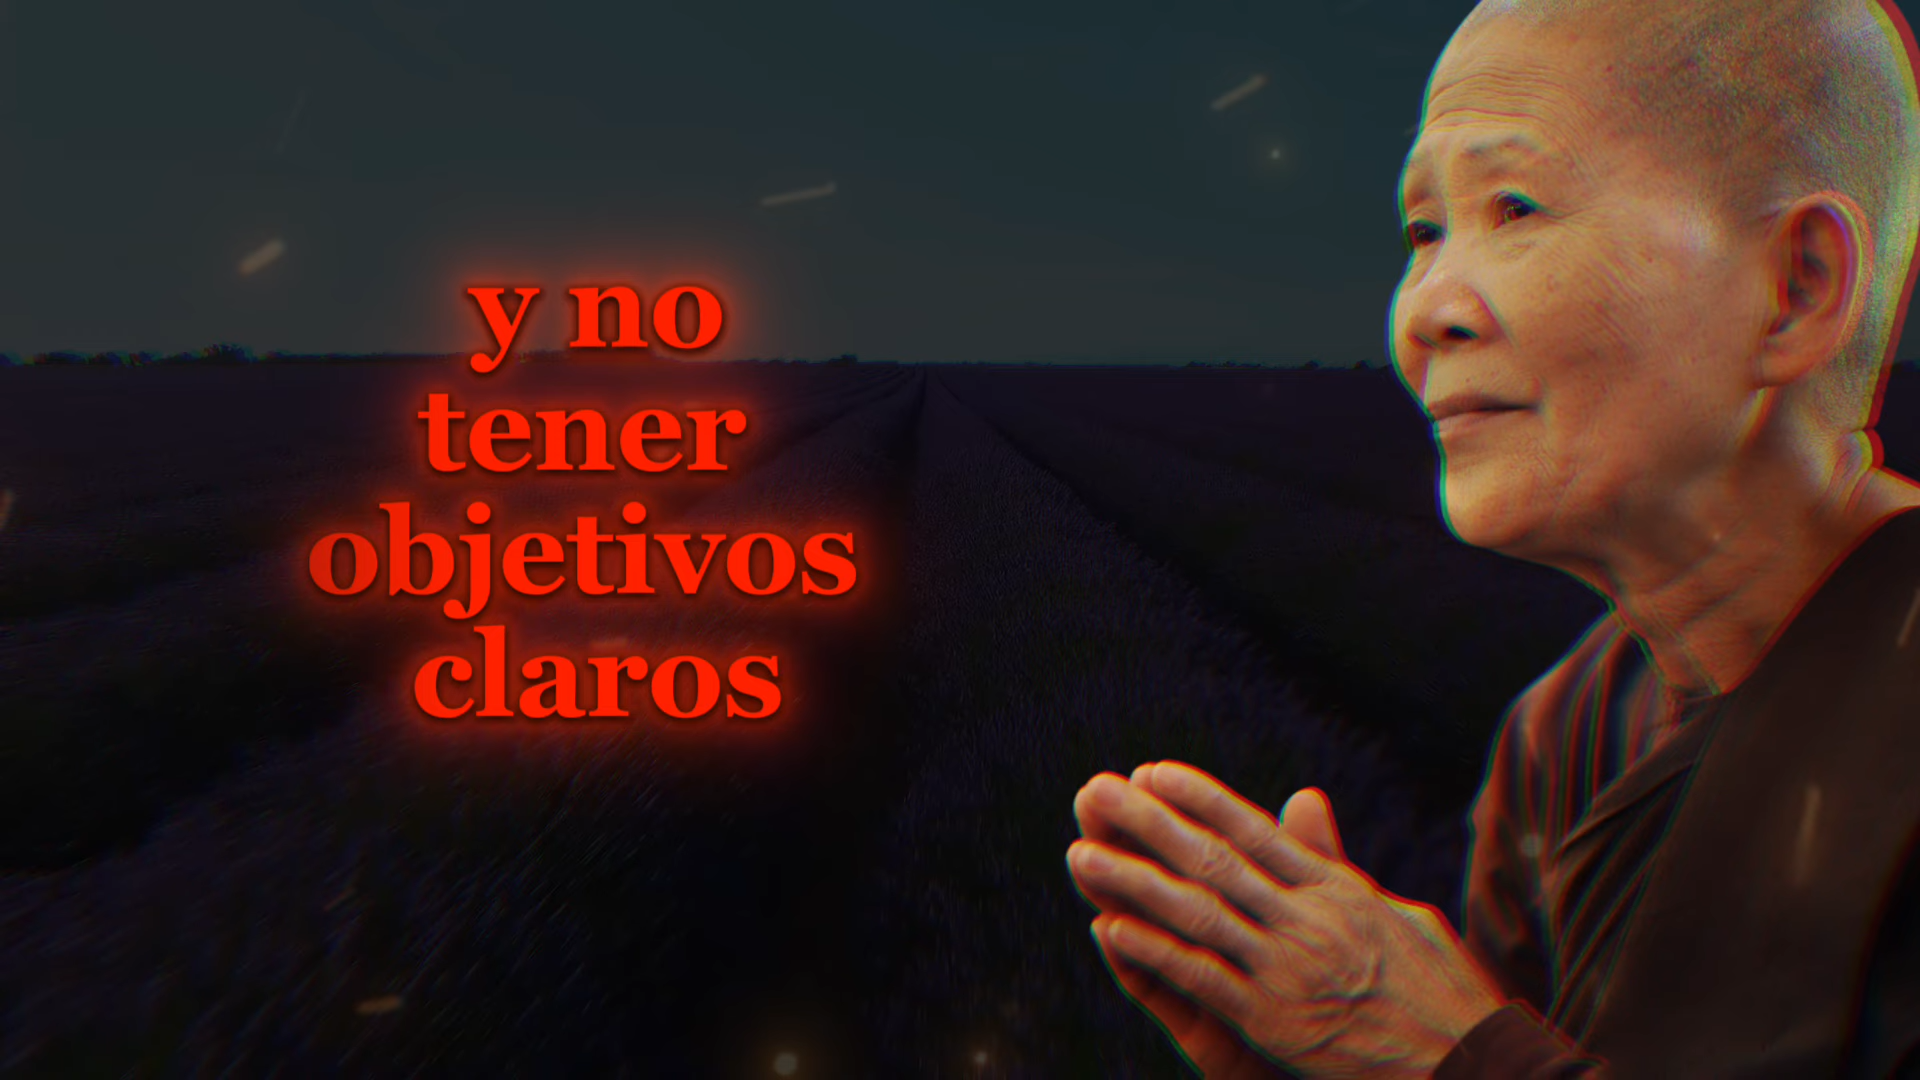 y no
tener
objetivos
claros